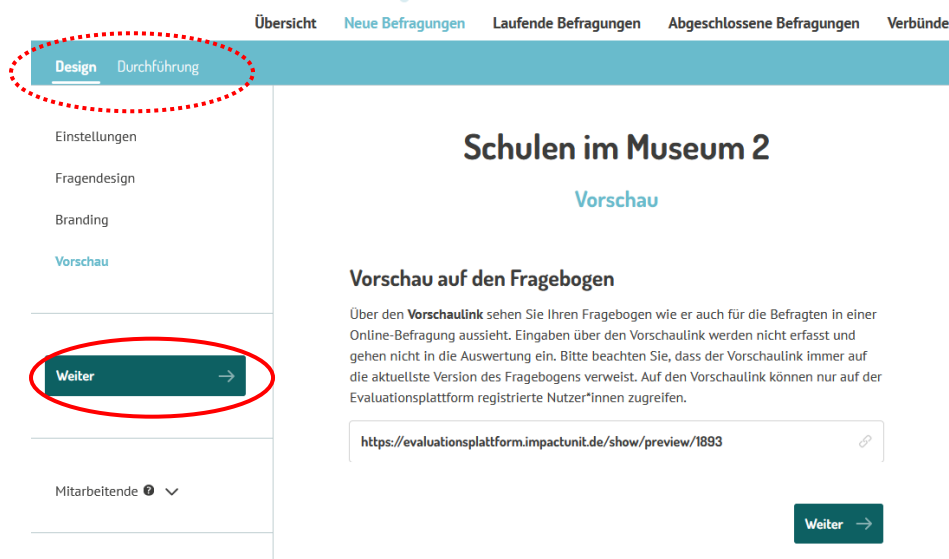 Übersicht Neue Befragungen Laufende Befragungen Abgeschlossene Befragungen Verbünde
Design Durchführung
Einstellungen
Fragendesign
Branding
Vorschau
Weiter →
Mitarbeitende ?
Schulen im Museum 2
Vorschau
Vorschau auf den Fragebogen
Über den Vorschaulink sehen Sie Ihren Fragebogen wie er auch für die Befragten in einer
Online-Befragung aussieht. Eingaben über den Vorschaulink werden nicht erfasst und
gehen nicht in die Auswertung ein. Bitte beachten Sie, dass der Vorschaulink immer auf
die aktuellste Version des Fragebogens verweist. Auf den Vorschaulink können nur auf der
Evaluationsplattform registrierte Nutzer*innen zugreifen.
https://evaluationsplattform.impactunit.de/show/preview/1893
Weiter →